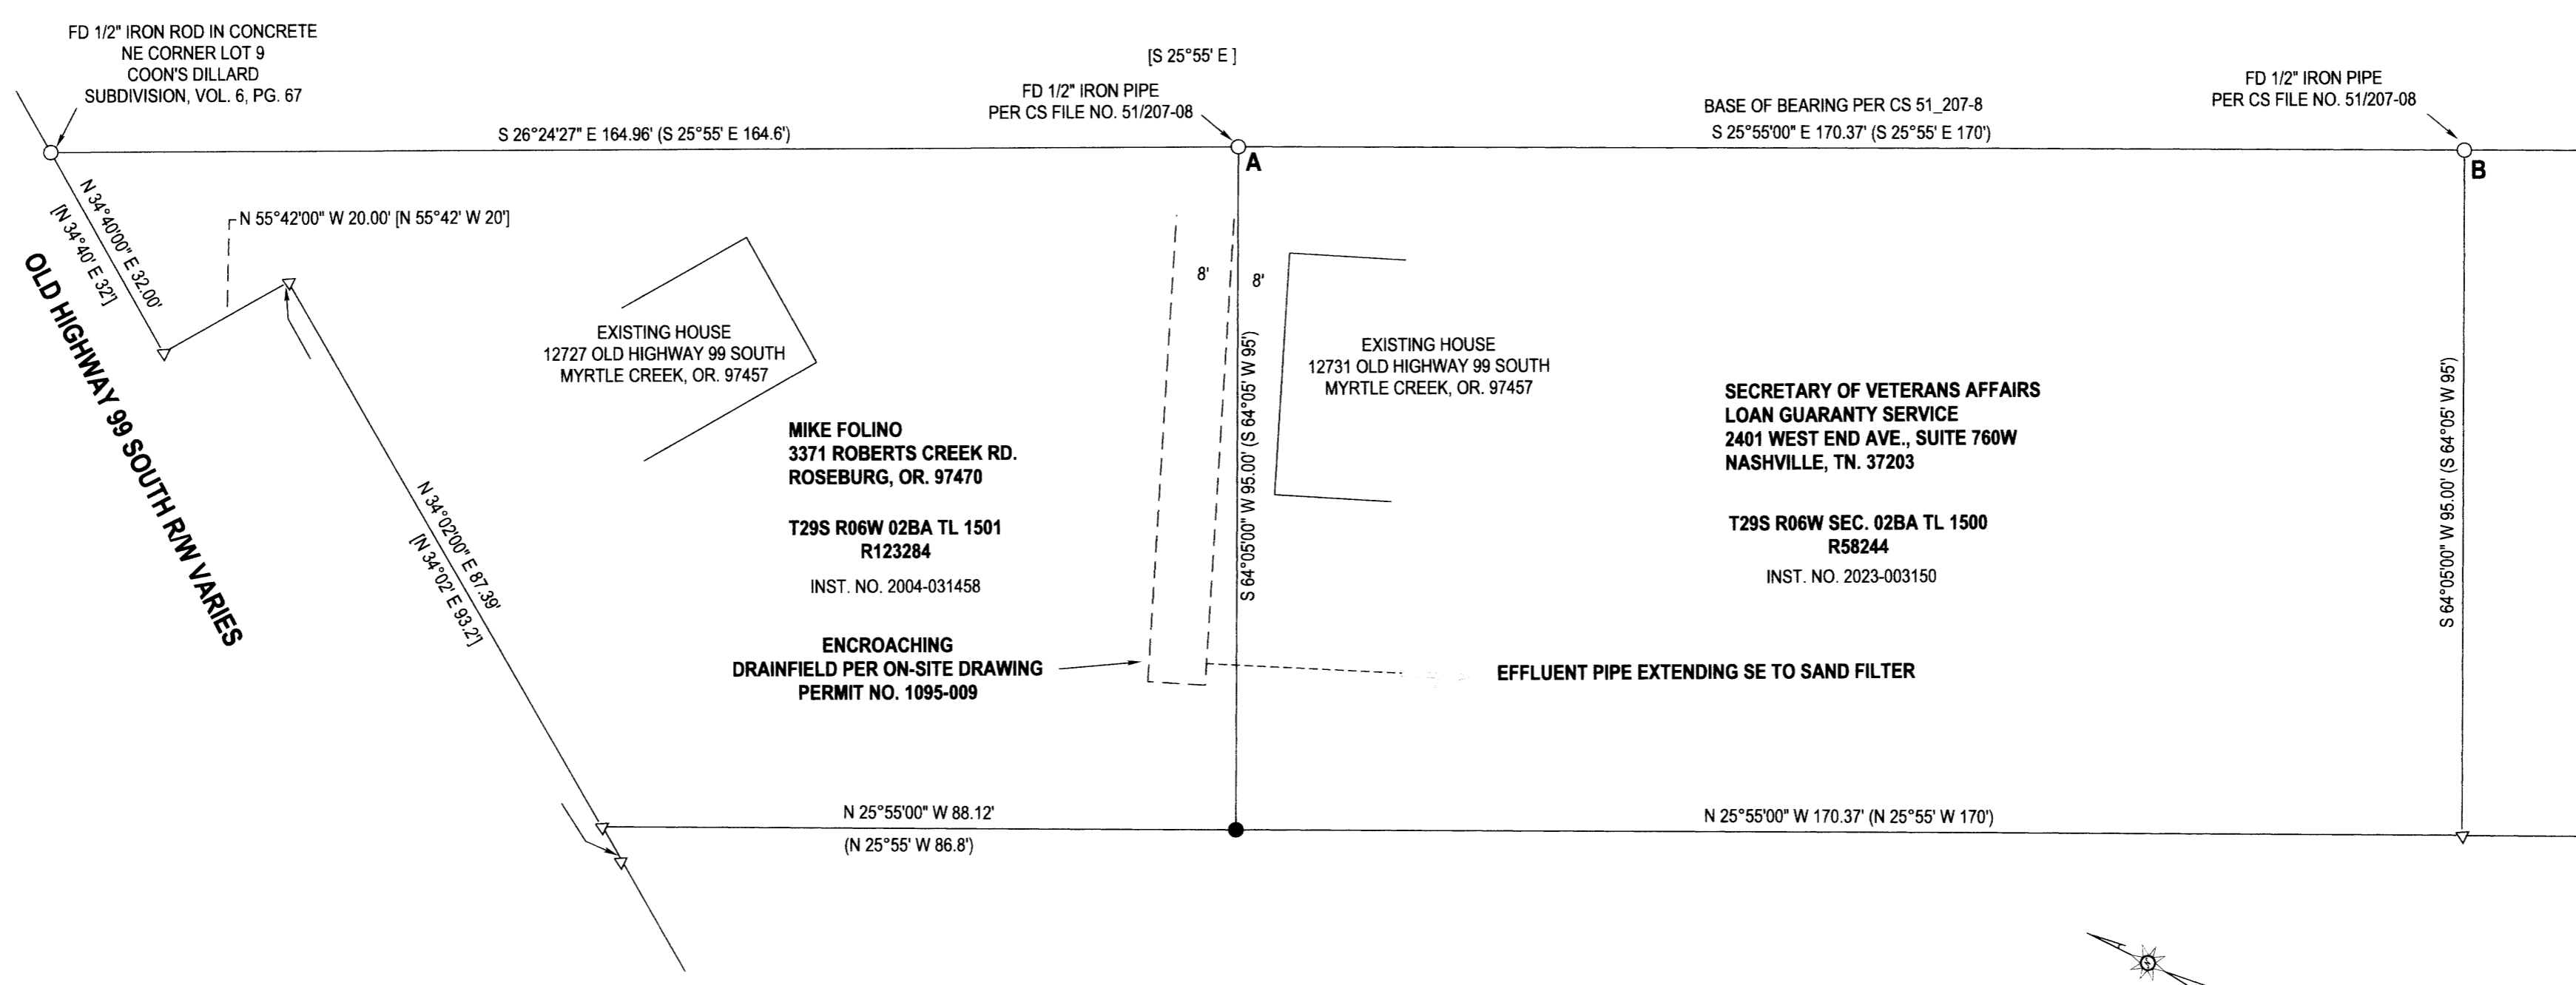 FD 1/2" IRON ROD IN CONCRETE
NE CORNER LOT 9
COON'S DILLARD
SUBDIVISION, VOL. 6, PG. 67
[S 25°55' E ]
FD 1/2" IRON PIPE
PER CS FILE NO. 51/207-08
FD 1/2" IRON PIPE
PER CS FILE NO. 51/207-08
BASE OF BEARING PER CS 51_207-8
S 26°24'27" E 164.96' (S 25°55' E 164.6')
S 25°55'00" E 170.37' (S 25°55' E 170')
A
B
N 34°40'00" E 32.00'
[N 34°40' E 32']
N 55°42'00" W 20.00' [N 55°42' W 20']
OLD HIGHWAY 99 SOUTH R/W VARIES
8'
8'
EXISTING HOUSE
12727 OLD HIGHWAY 99 SOUTH
MYRTLE CREEK, OR. 97457
EXISTING HOUSE
12731 OLD HIGHWAY 99 SOUTH
MYRTLE CREEK, OR. 97457
S 64°05'00" W 95.00' (S 64°05' W 95')
S 64°05'00" W 95.00' (S 64°05' W 95')
MIKE FOLINO
3371 ROBERTS CREEK RD.
ROSEBURG, OR. 97470
T29S R06W 02BA TL 1501
R123284
INST. NO. 2004-031458
SECRETARY OF VETERANS AFFAIRS
LOAN GUARANTY SERVICE
2401 WEST END AVE., SUITE 760W
NASHVILLE, TN. 37203
T29S R06W SEC. 02BA TL 1500
R58244
INST. NO. 2023-003150
N 34°02'00" E 87.39'
[N 34°02' E 93.2']
ENCROACHING
DRAINFIELD PER ON-SITE DRAWING
PERMIT NO. 1095-009
EFFLUENT PIPE EXTENDING SE TO SAND FILTER
N 25°55'00" W 88.12'
(N 25°55' W 86.8')
N 25°55'00" W 170.37' (N 25°55' W 170')